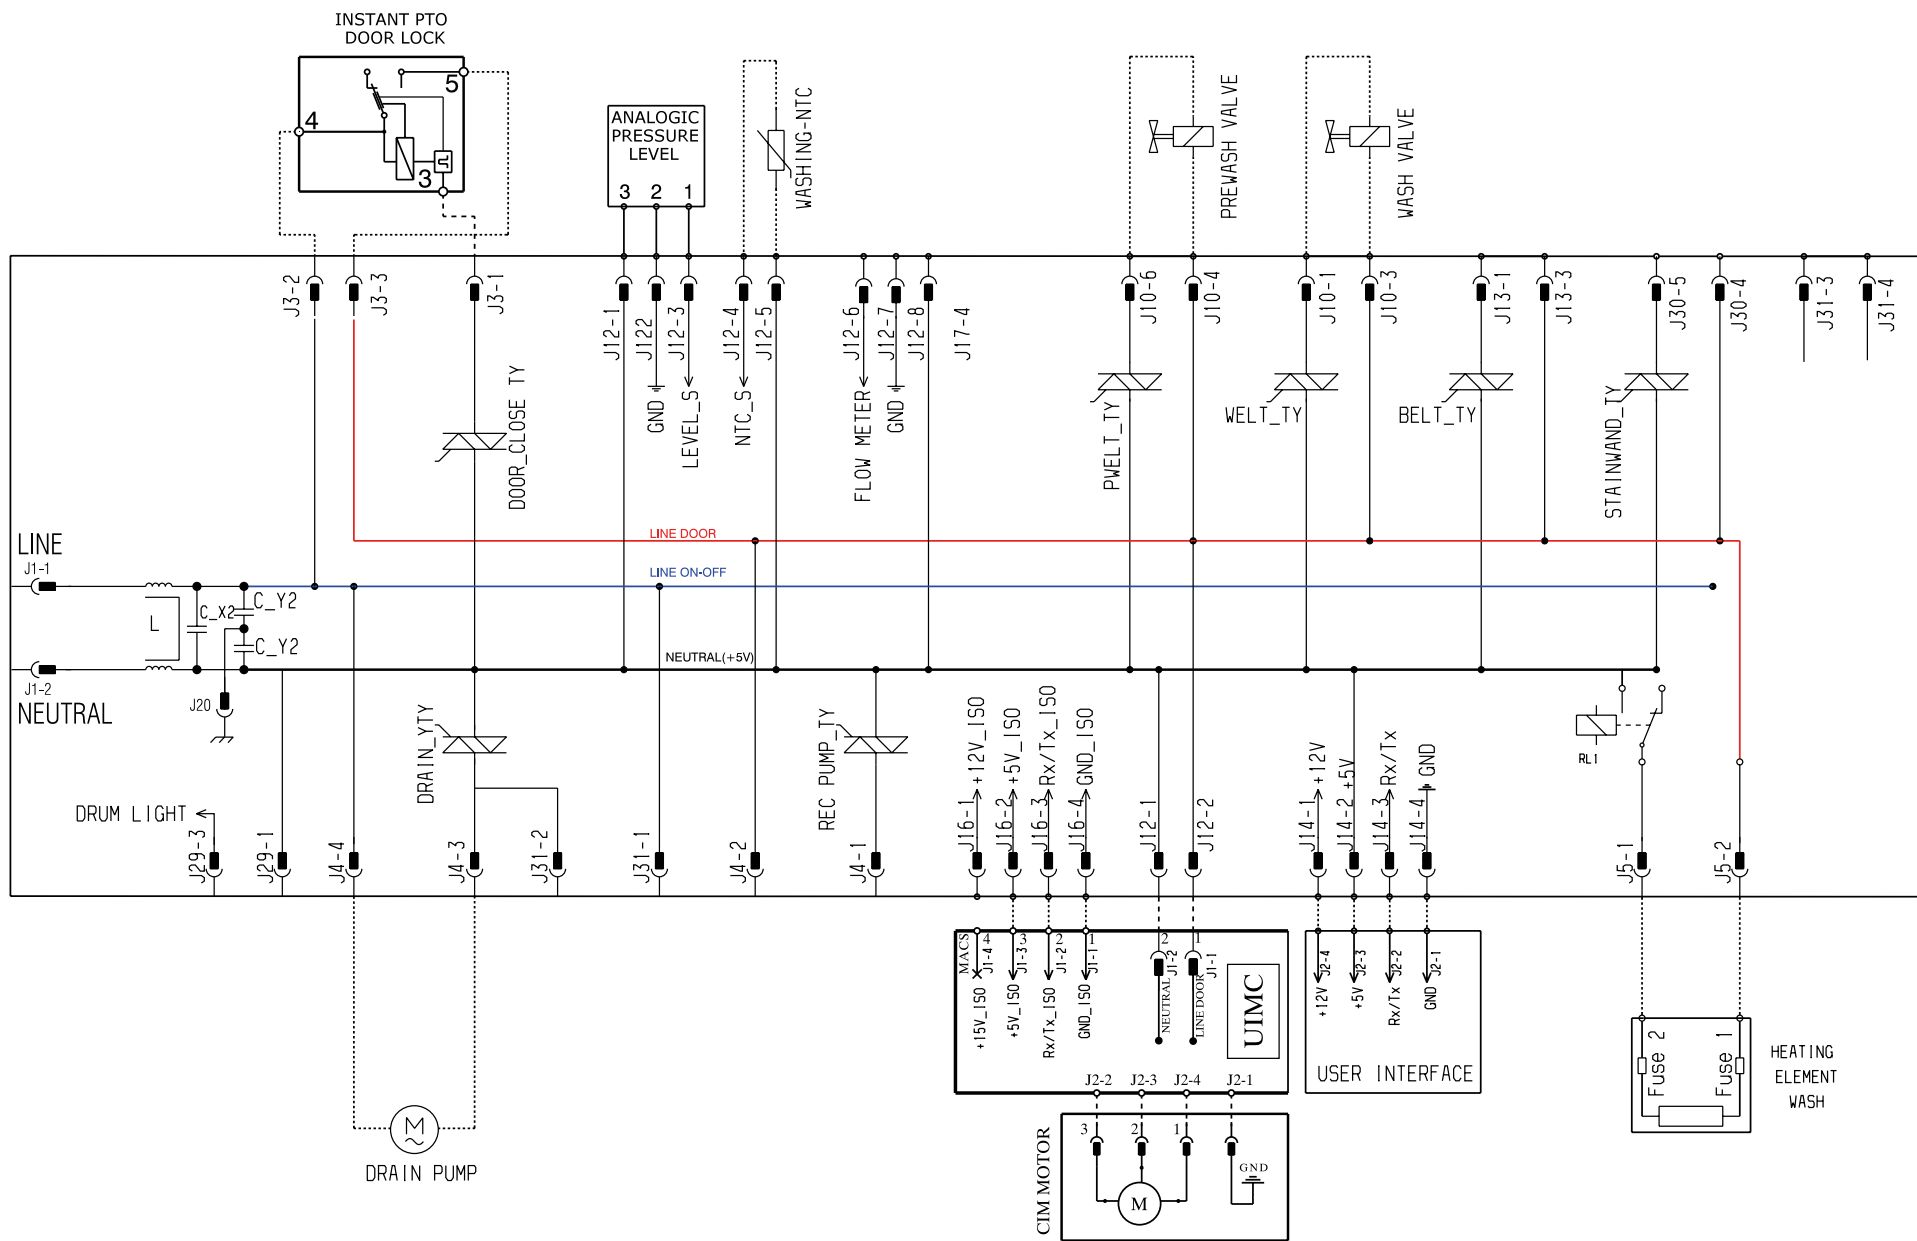 INSTANT PTO
DOOR LOCK
5
4
3
ANALOGIC
PRESSURE
LEVEL
3 2 1
WASHING-NTC
PREWASH VALVE
WASH VALVE
J3-2
J3-3
J3-1
J12-1
J122
J12-3
J12-4
J12-5
J12-6
J12-7
J12-8
J17-4
J10-6
J10-4
J10-1
J10-3
J13-1
J13-3
J30-5
J30-4
J31-3
J31-4
DOOR_CLOSE TY
GND
LEVEL_S
NTC_S
FLOW METER
GND
PWELT_TY
WELT_TY
BELT_TY
STAINWAND_TY
LINE DOOR
LINE
J1-1
LINE ON-OFF
L
C_X2
C_Y2
C_Y2
NEUTRAL(+5V)
J1-2
NEUTRAL
J20
DRAIN_YTY
REC PUMP_TY
+12V_ISO
+5V_ISO
Rx/Tx_ISO
GND_ISO
+12V
+5V
Rx/Tx
GND
RL1
DRUM LIGHT
J29-3
J29-1
J4-4
J4-3
J31-2
J31-1
J4-2
J4-1
J16-1
J16-2
J16-3
J16-4
J12-1
J12-2
J14-1
J14-2
J14-3
J14-4
J5-1
J5-2
MACS
4 3 2 1 2 1
J1-4
J1-3
J1-2
J1-1
J1-2
J1-1
+15V_ISO
+5V_ISO
Rx/Tx_ISO
GND_ISO
NEUTRAL
LINE DOOR
UIMC
J2-4
J2-3
J2-2
J2-1
+12V
+5V
Rx/Tx
GND
USER INTERFACE
J2-2 J2-3 J2-4 J2-1
Fuse 2
Fuse 1
HEATING
ELEMENT
WASH
M
DRAIN PUMP
CIM MOTOR
3 2 1
GND
M